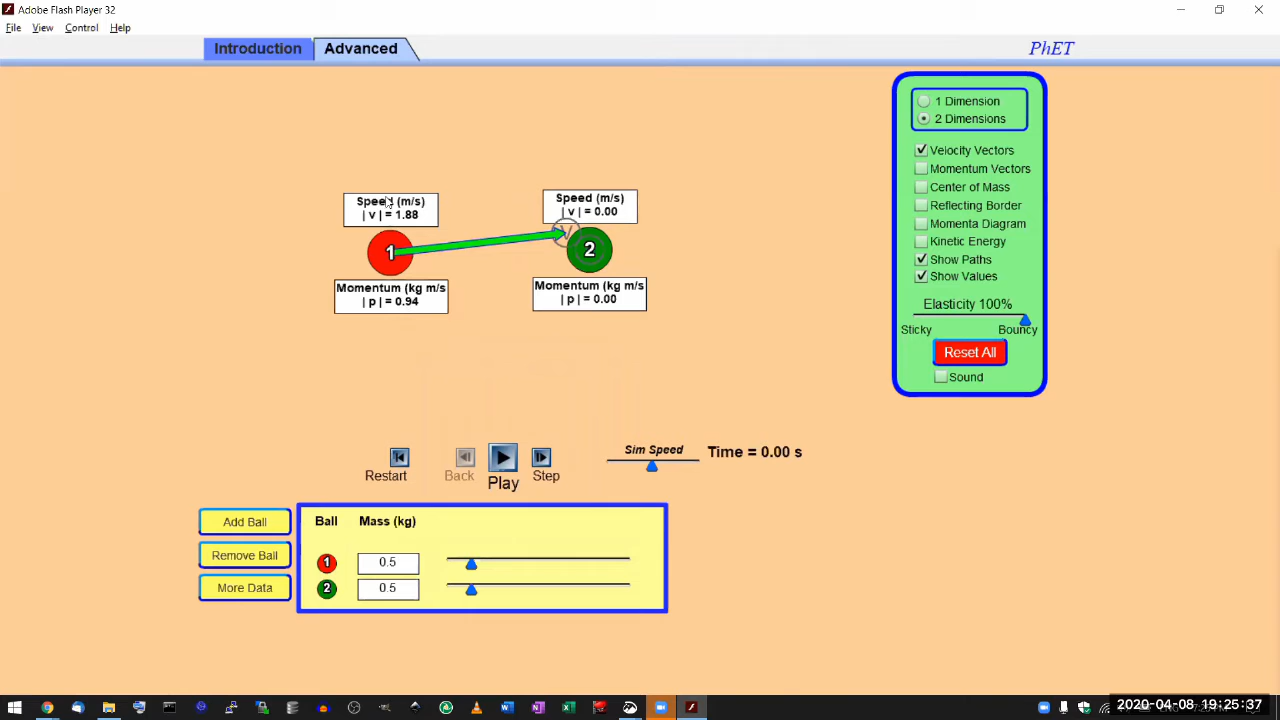 Adobe Flash Player 32
File View Control Help
Introduction Advanced PhET
1 Dimension
2 Dimensions
Velocity Vectors
Momentum Vectors
Center of Mass
Reflecting Border
Momenta Diagram
Kinetic Energy
Show Paths
Show Values
Elasticity 100%
Sticky Bouncy
Reset All
Sound
Speed (m/s)
| v | = 1.88
1
Momentum (kg m/s
| p | = 0.94
Speed (m/s)
| v | = 0.00
V
2
Momentum (kg m/s
| p | = 0.00
Restart
Back
Play
Step
Sim Speed
Time = 0.00 s
Add Ball
Remove Ball
More Data
Ball Mass (kg)
1 0.5
2 0.5
2020-04-08 19:25:37